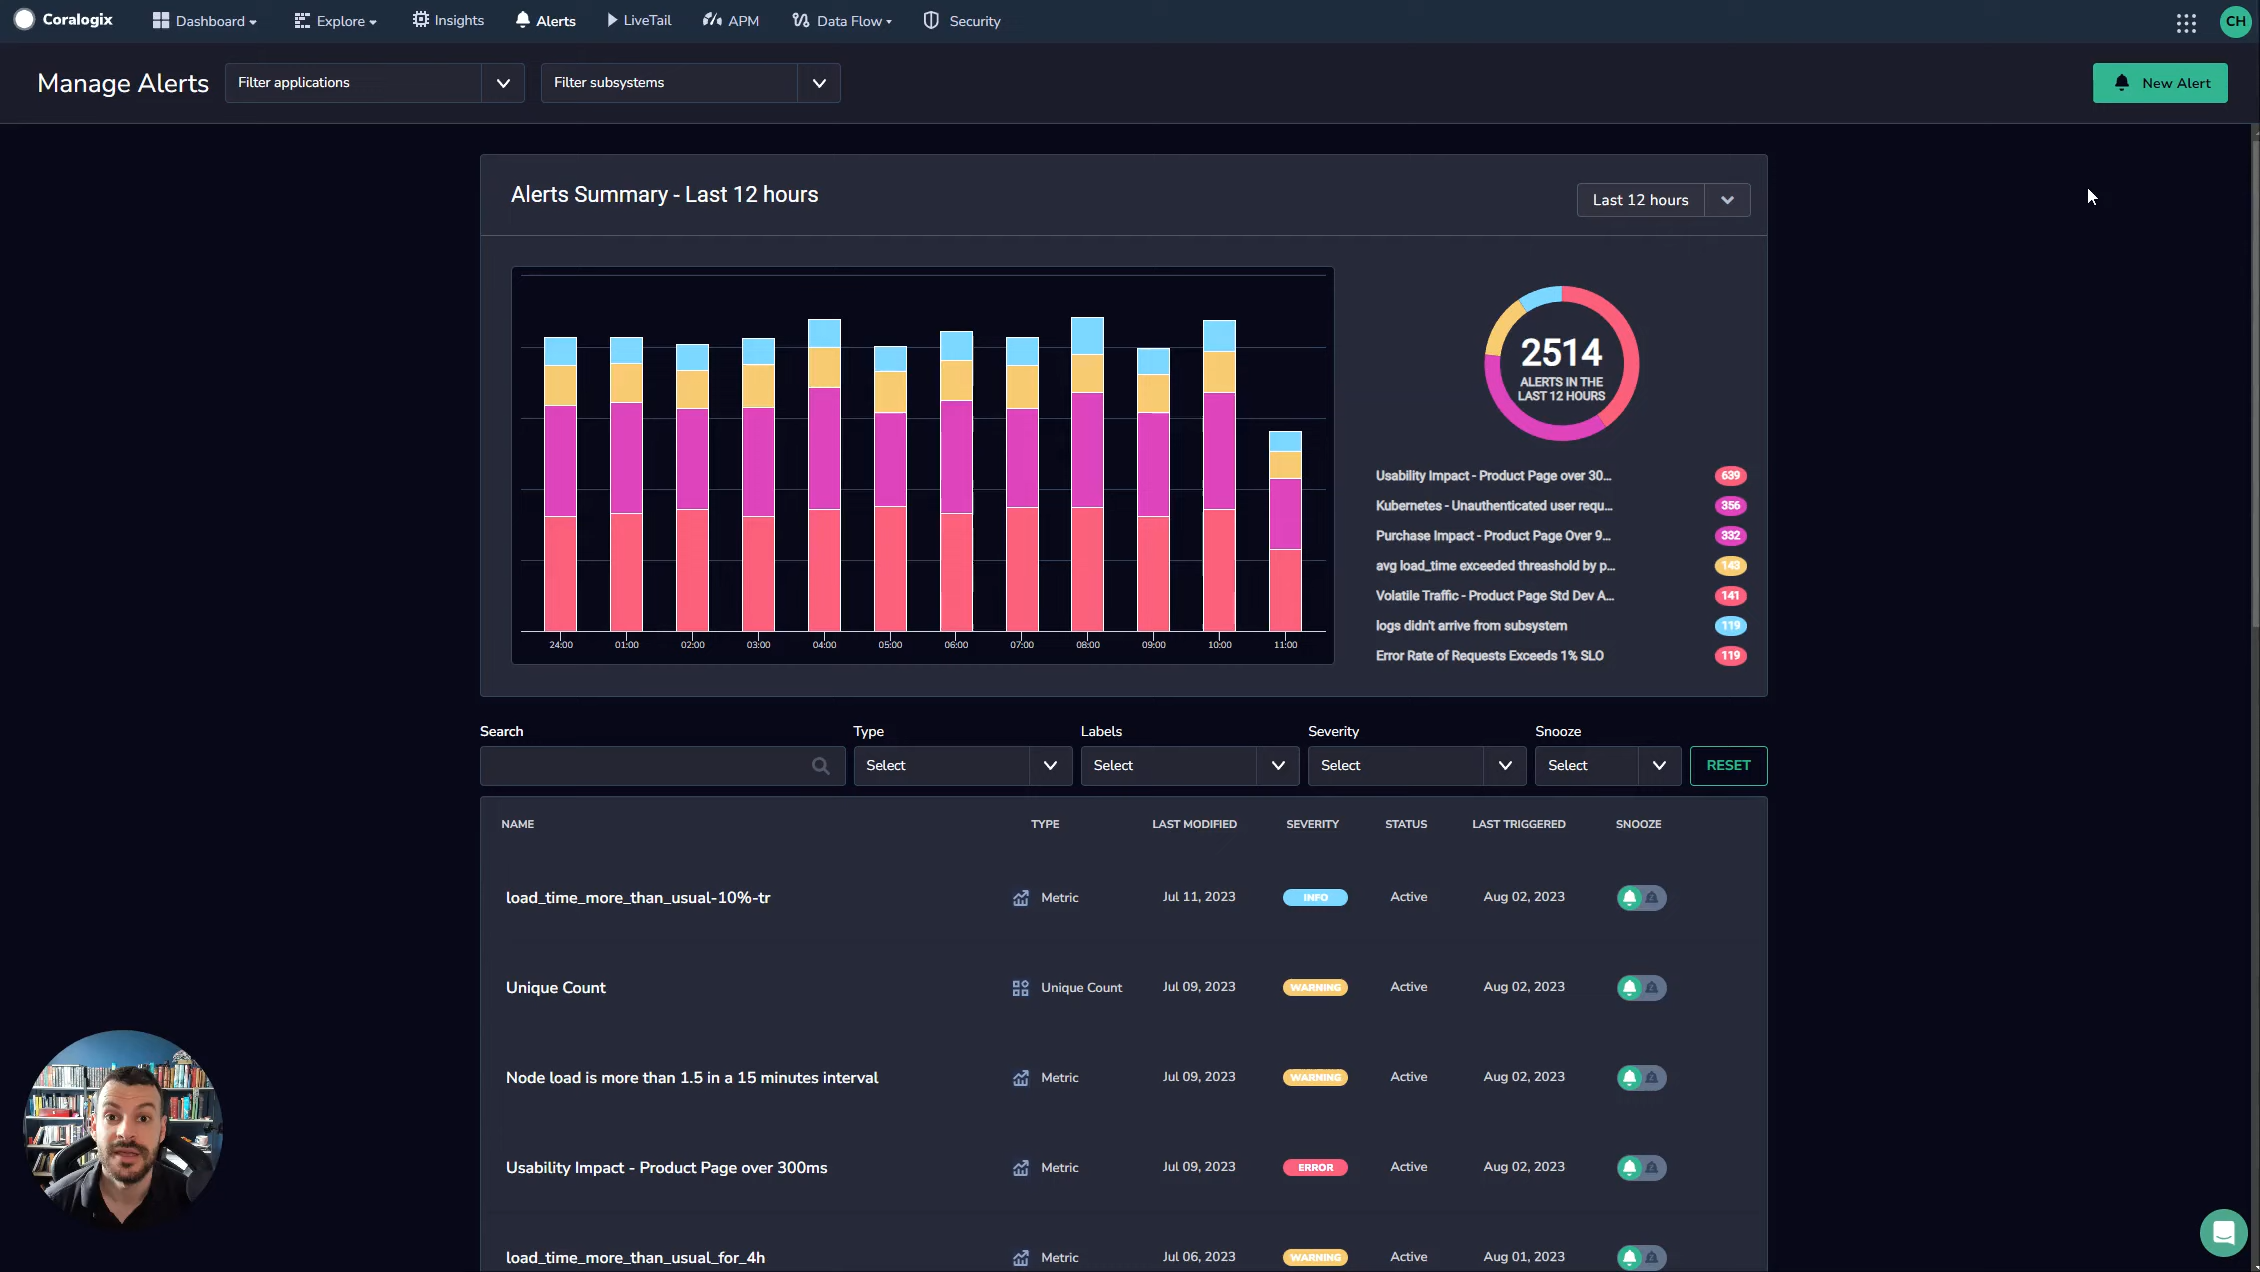 Coralogix
Dashboard
Explore
Insights
Alerts
LiveTail
APM
Data Flow
Security
CH
Manage Alerts
Filter applications
Filter subsystems
New Alert
Alerts Summary - Last 12 hours
Last 12 hours
24:00 01:00 02:00 03:00 04:00 05:00 06:00 07:00 08:00 09:00 10:00 11:00
2514
ALERTS IN THE
LAST 12 HOURS
Usability Impact - Product Page over 30... 639
Kubernetes - Unauthenticated user requ... 356
Purchase Impact - Product Page Over 9... 332
avg load_time exceeded threashold by p... 143
Volatile Traffic - Product Page Std Dev A... 141
logs didn't arrive from subsystem 119
Error Rate of Requests Exceeds 1% SLO 119
Search Type Labels Severity Snooze
Select Select Select Select RESET
NAME TYPE LAST MODIFIED SEVERITY STATUS LAST TRIGGERED SNOOZE
load_time_more_than_usual-10%-tr Metric Jul 11, 2023 INFO Active Aug 02, 2023
Unique Count Unique Count Jul 09, 2023 WARNING Active Aug 02, 2023
Node load is more than 1.5 in a 15 minutes interval Metric Jul 09, 2023 WARNING Active Aug 02, 2023
Usability Impact - Product Page over 300ms Metric Jul 09, 2023 ERROR Active Aug 02, 2023
load_time_more_than_usual_for_4h Metric Jul 06, 2023 WARNING Active Aug 01, 2023